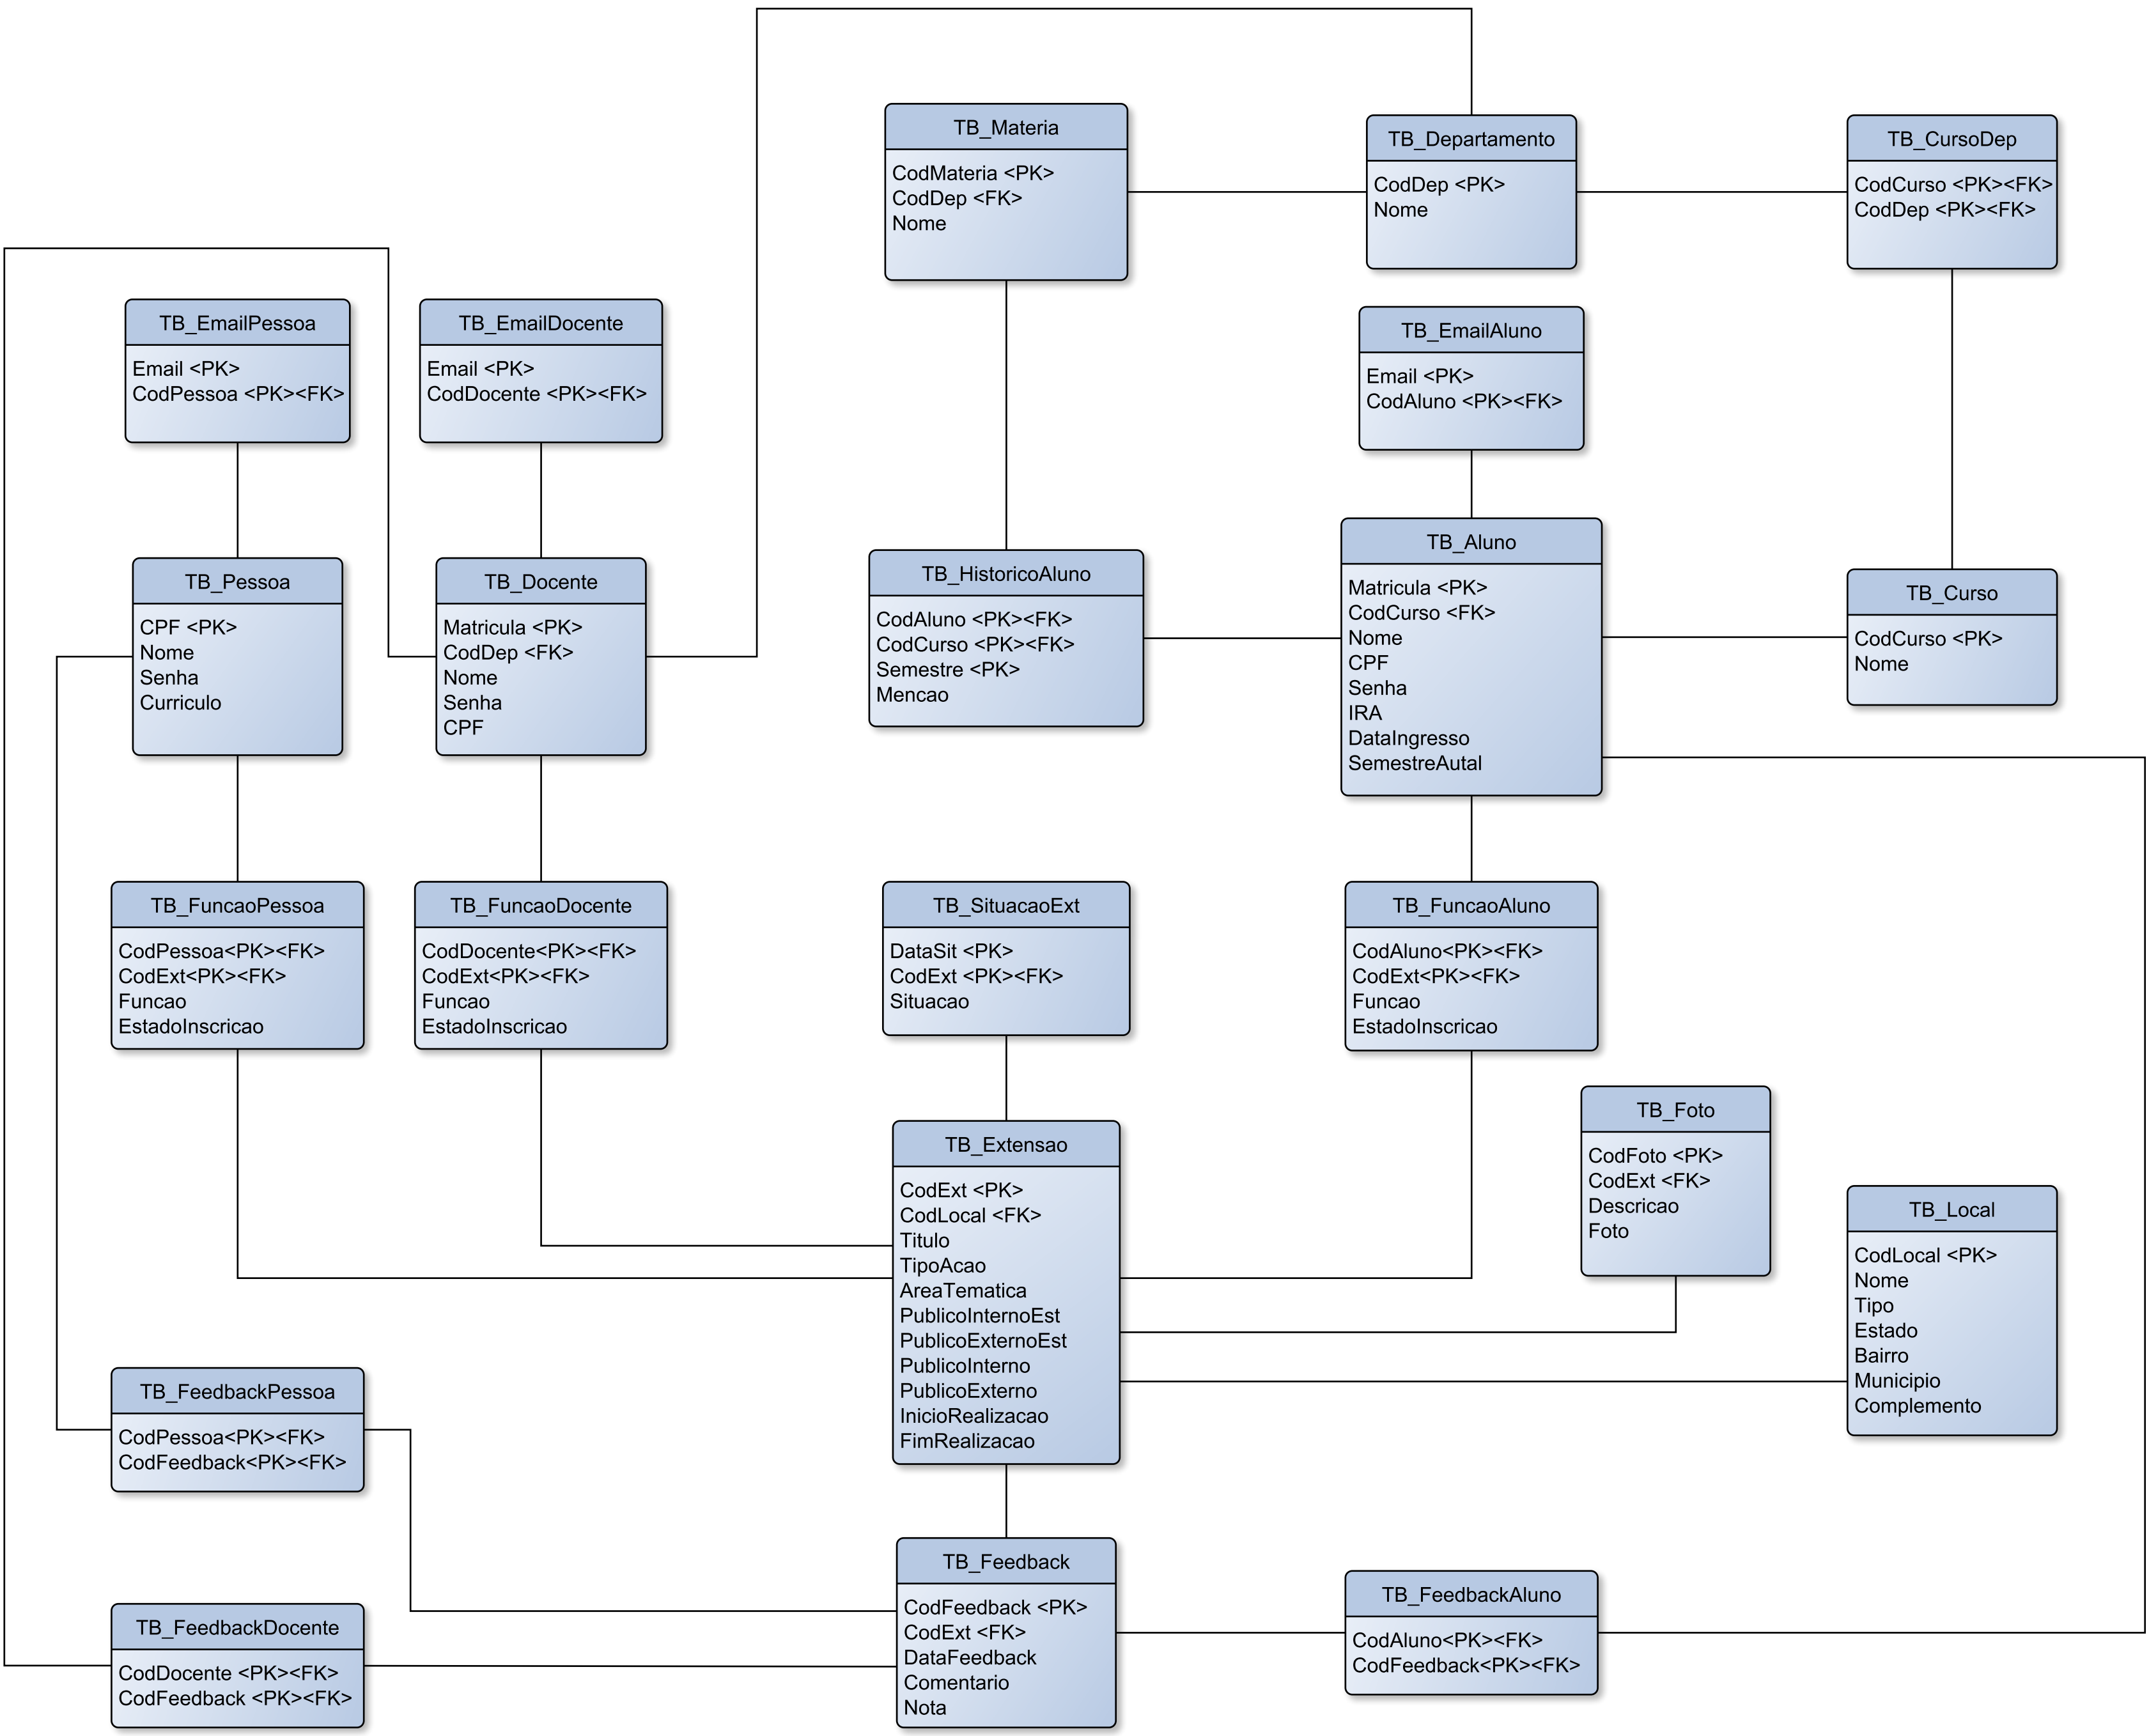 TB_Materia
CodMateria <PK>
CodDep <FK>
Nome
TB_Departamento
CodDep <PK>
Nome
TB_CursoDep
CodCurso <PK><FK>
CodDep <PK><FK>
TB_EmailPessoa
Email <PK>
CodPessoa <PK><FK>
TB_EmailDocente
Email <PK>
CodDocente <PK><FK>
TB_EmailAluno
Email <PK>
CodAluno <PK><FK>
TB_Pessoa
CPF <PK>
Nome
Senha
Curriculo
TB_Docente
Matricula <PK>
CodDep <FK>
Nome
Senha
CPF
TB_HistoricoAluno
CodAluno <PK><FK>
CodCurso <PK><FK>
Semestre <PK>
Mencao
TB_Aluno
Matricula <PK>
CodCurso <FK>
Nome
CPF
Senha
IRA
DataIngresso
SemestreAutal
TB_Curso
CodCurso <PK>
Nome
TB_FuncaoPessoa
CodPessoa<PK><FK>
CodExt<PK><FK>
Funcao
EstadoInscricao
TB_FuncaoDocente
CodDocente<PK><FK>
CodExt<PK><FK>
Funcao
EstadoInscricao
TB_SituacaoExt
DataSit <PK>
CodExt <PK><FK>
Situacao
TB_FuncaoAluno
CodAluno<PK><FK>
CodExt<PK><FK>
Funcao
EstadoInscricao
TB_Extensao
CodExt <PK>
CodLocal <FK>
Titulo
TipoAcao
AreaTematica
PublicoInternoEst
PublicoExternoEst
PublicoInterno
PublicoExterno
InicioRealizacao
FimRealizacao
TB_Foto
CodFoto <PK>
CodExt <FK>
Descricao
Foto
TB_Local
CodLocal <PK>
Nome
Tipo
Estado
Bairro
Municipio
Complemento
TB_FeedbackPessoa
CodPessoa<PK><FK>
CodFeedback<PK><FK>
TB_FeedbackDocente
CodDocente <PK><FK>
CodFeedback <PK><FK>
TB_Feedback
CodFeedback <PK>
CodExt <FK>
DataFeedback
Comentario
Nota
TB_FeedbackAluno
CodAluno<PK><FK>
CodFeedback<PK><FK>